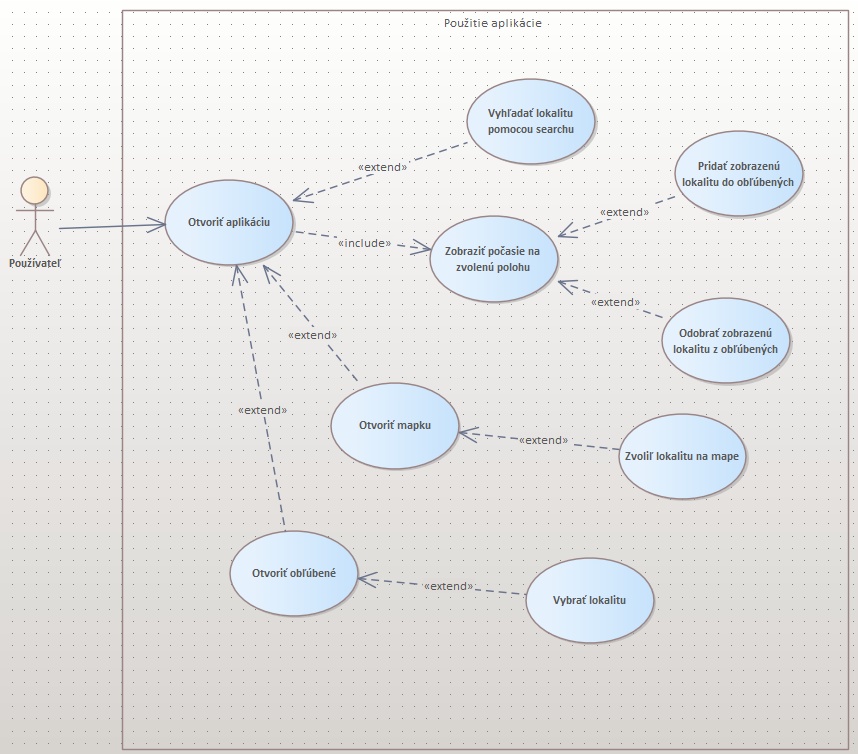 Použitie aplikácie
Vyhľadať lokalitu
pomocou searchu
«extend»
Pridať zobrazenú
lokalitu do obľúbených
«extend»
Otvoriť aplikáciu
«include»
Zobraziť počasie na
zvolenú polohu
Používateľ
«extend»
Odobrať zobrazenú
lokalitu z obľúbených
«extend»
«extend»
Otvoriť mapku
«extend»
Zvoliť lokalitu na mape
Otvoriť obľúbené
«extend»
Vybrať lokalitu